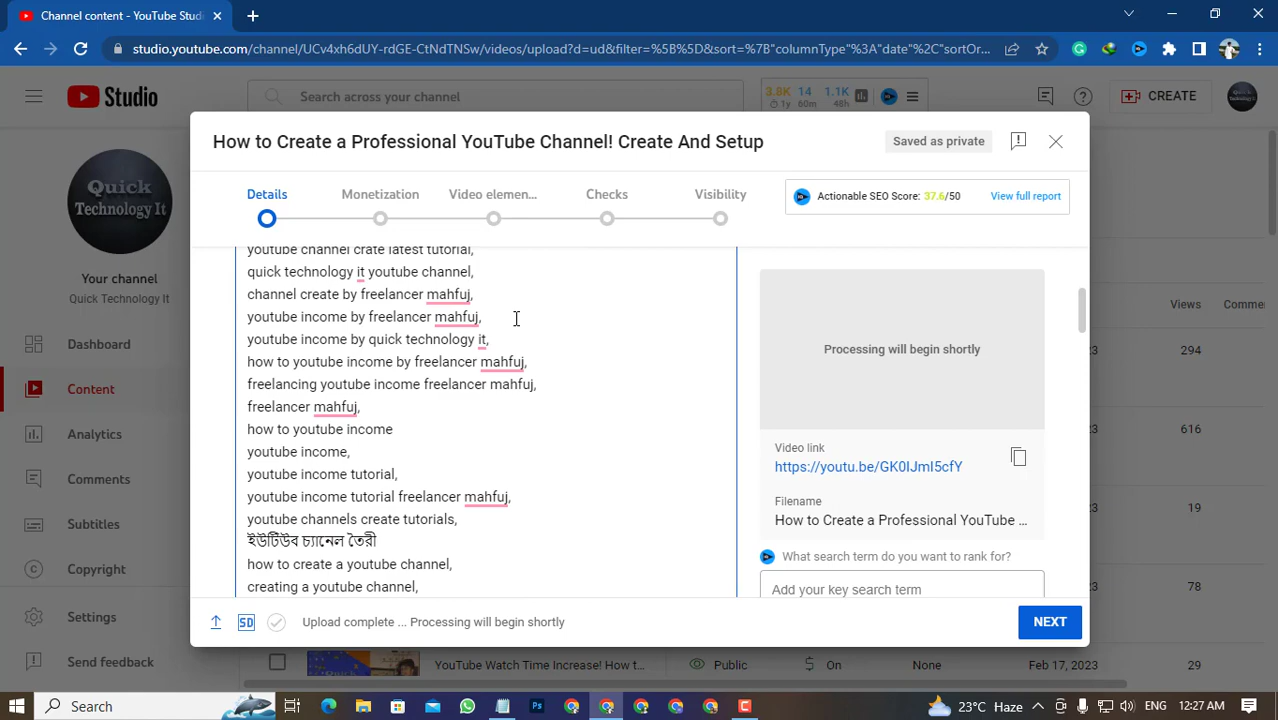 Channel content - YouTube Studi
studio.youtube.com/channel/UCv4xh6dUY-rdGE-CtNdTNSw/videos/upload?d=ud&filter=%5B%5D&sort=%7B"columnType"%3A"date"%2C"sortOr...
Studio
Search across your channel
3.8K 14 1.1K
1y 60m 48h
CREATE
How to Create a Professional YouTube Channel! Create And Setup
Saved as private
Details
Monetization
Video elemen...
Checks
Visibility
Actionable SEO Score: 37.6/50
View full report
Quick
Technology It
Your channel
Quick Technology It
Dashboard
Content
Analytics
Comments
Subtitles
Copyright
Settings
Send feedback
youtube channel crate latest tutorial,
quick technology it youtube channel,
channel create by freelancer mahfuj,
youtube income by freelancer mahfuj,
youtube income by quick technology it,
how to youtube income by freelancer mahfuj,
freelancing youtube income freelancer mahfuj,
freelancer mahfuj,
how to youtube income
youtube income,
youtube income tutorial,
youtube income tutorial freelancer mahfuj,
youtube channels create tutorials,
ইউটিউব চ্যানেল তৈরী
how to create a youtube channel,
creating a youtube channel,
Processing will begin shortly
Video link
https://youtu.be/GK0IJmI5cfY
Filename
How to Create a Professional YouTube ...
What search term do you want to rank for?
Add your key search term
SD
Upload complete ... Processing will begin shortly
NEXT
Views
Comme
23
294
23
616
23
24
23
78
YouTube Watch Time Increase! How t...
Public
On
None
Feb 17, 2023
29
Search
23°C Haze
12:27 AM